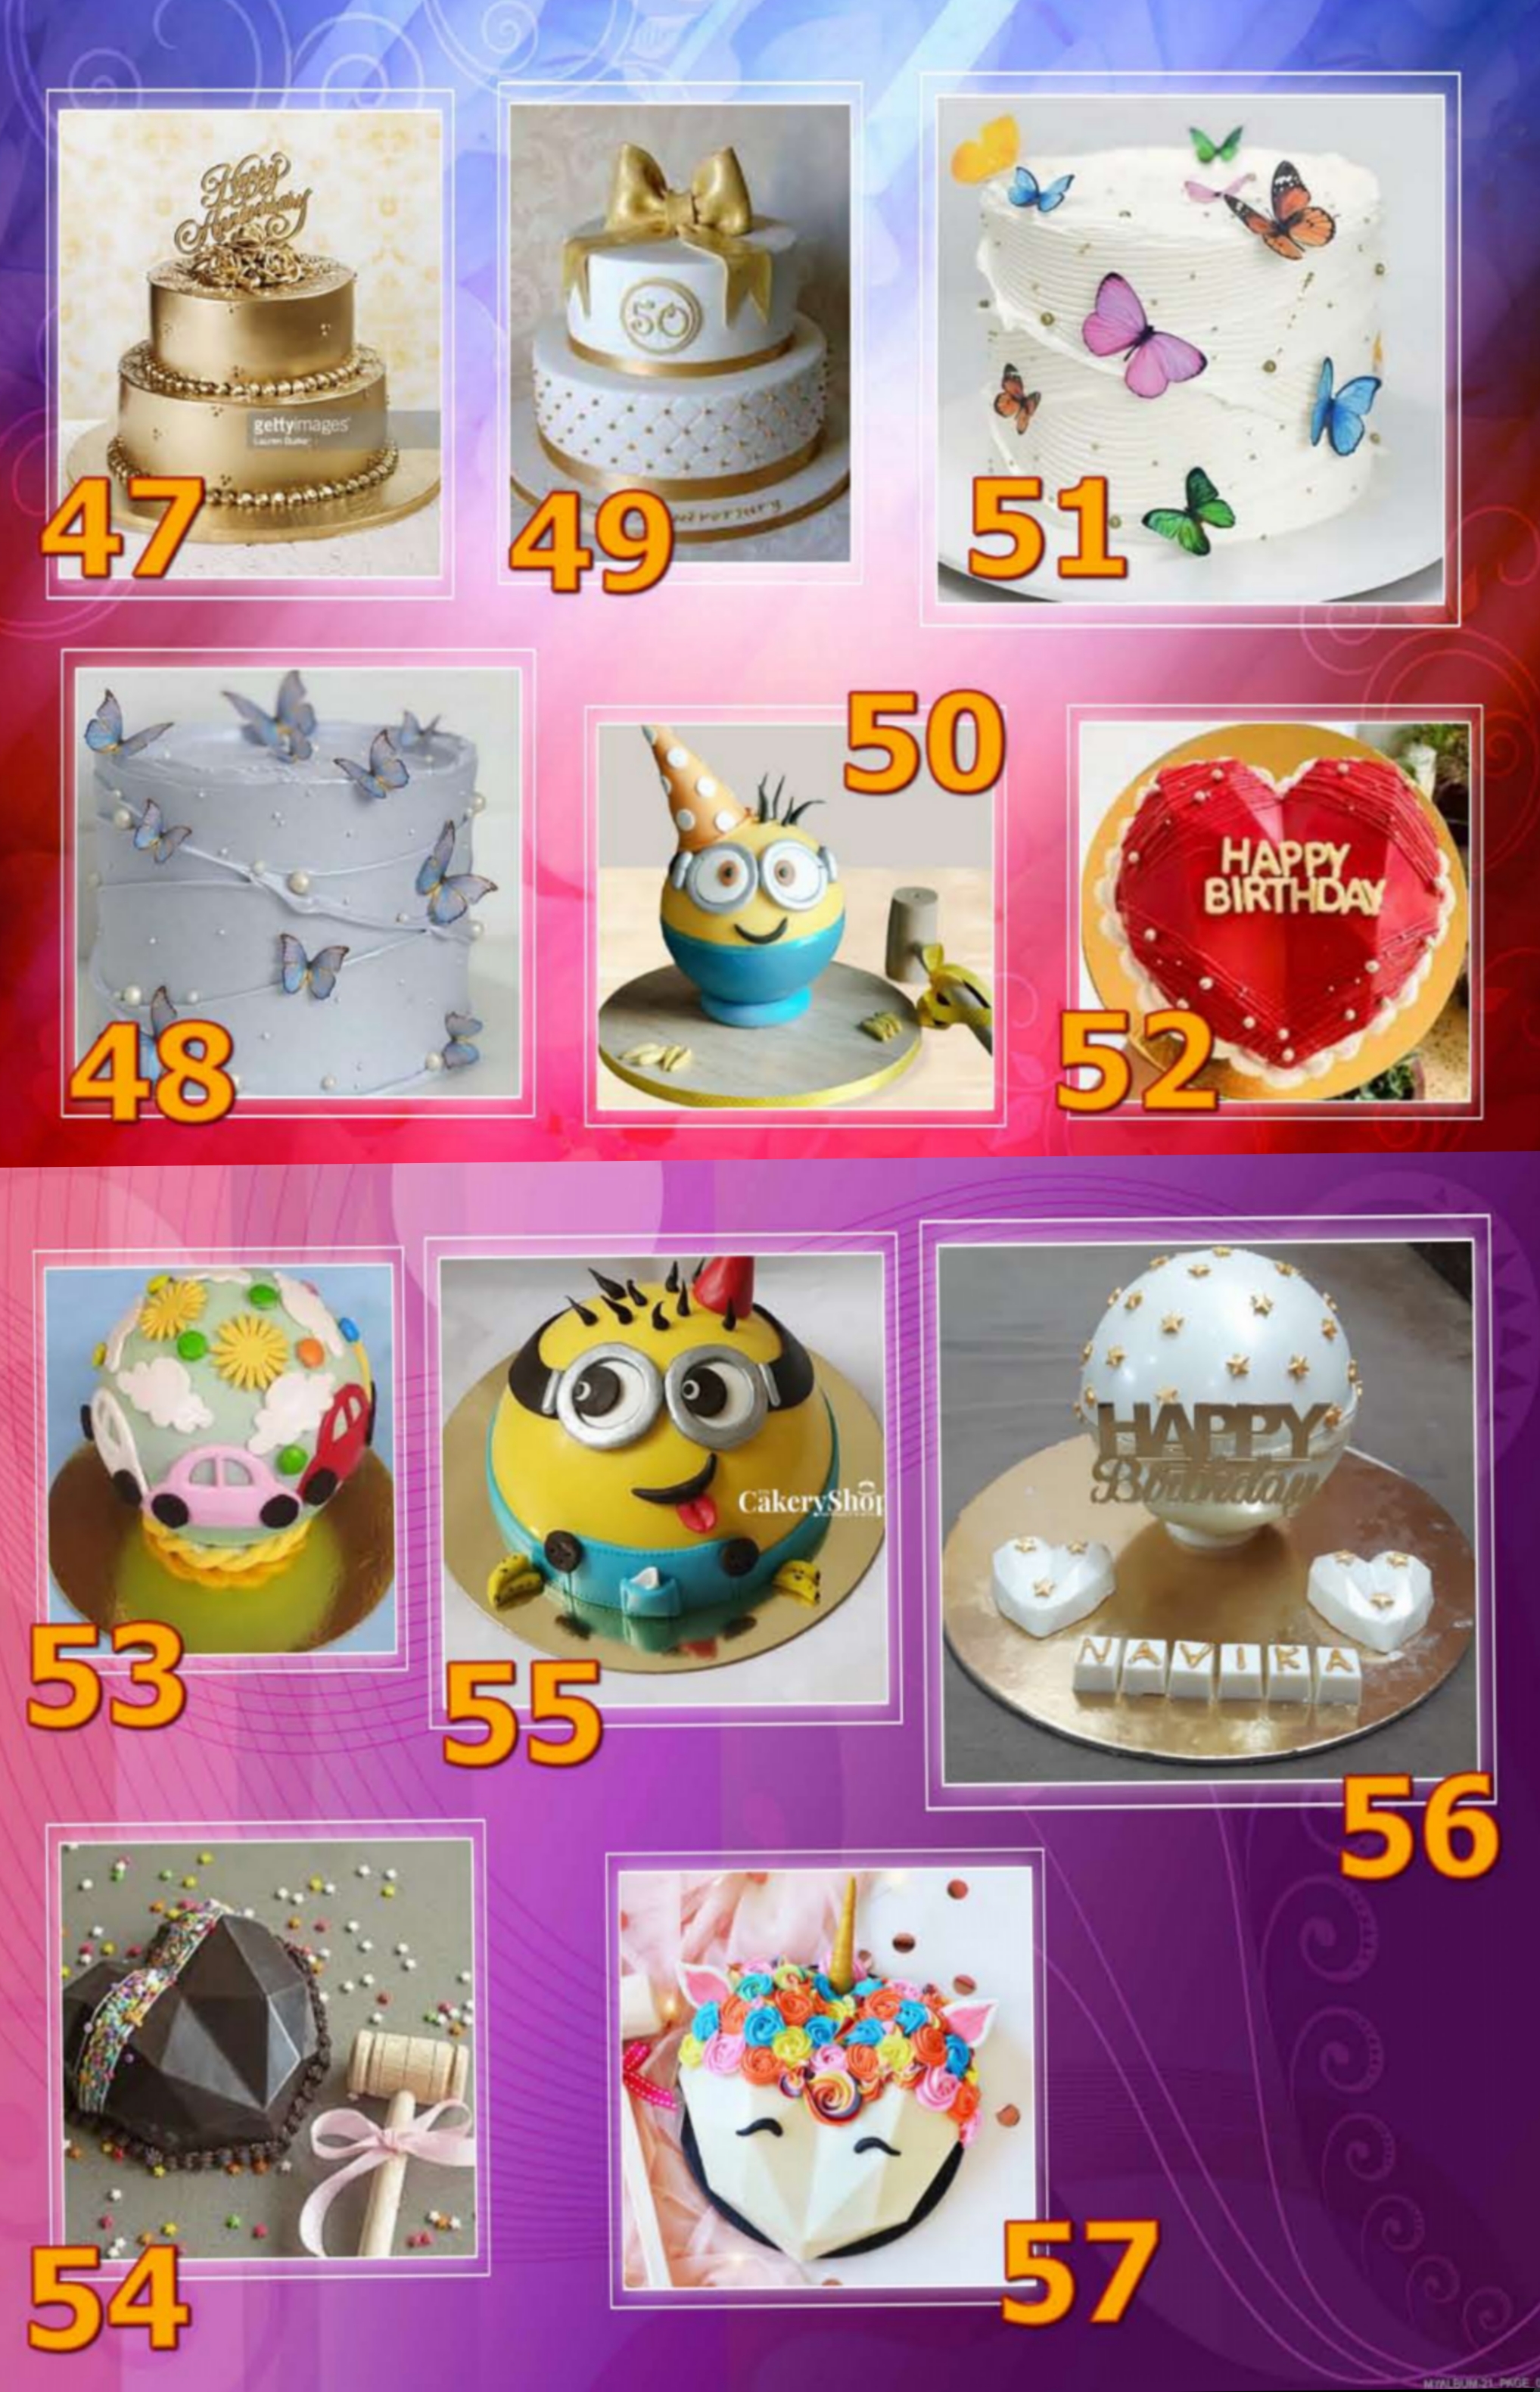 Happy
Anniversary
gettyimages®
47
50
49
51
48
50
HAPPY
BIRTHDAY
52
53
CakeryShop
55
HAPPY
Birthday
NAVIKA
56
54
57